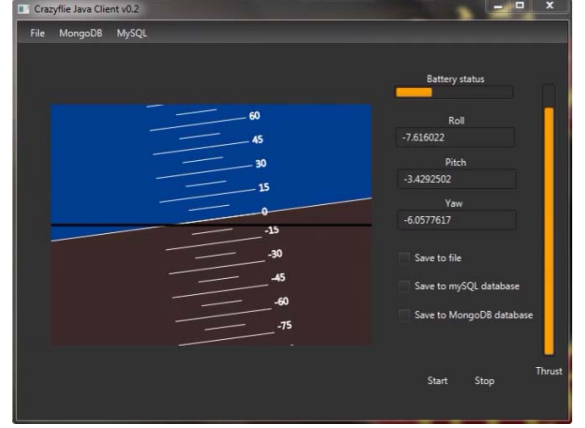 Crazyflie Java Client v0.2
File MongoDB MySQL
Battery status
Roll
-7.616022
Pitch
-3.4292502
Yaw
-6.0577617
Save to file
Save to mySQL database
Save to MongoDB database
Start Stop
Thrust
60
45
30
15
0
-15
-30
-45
-60
-75